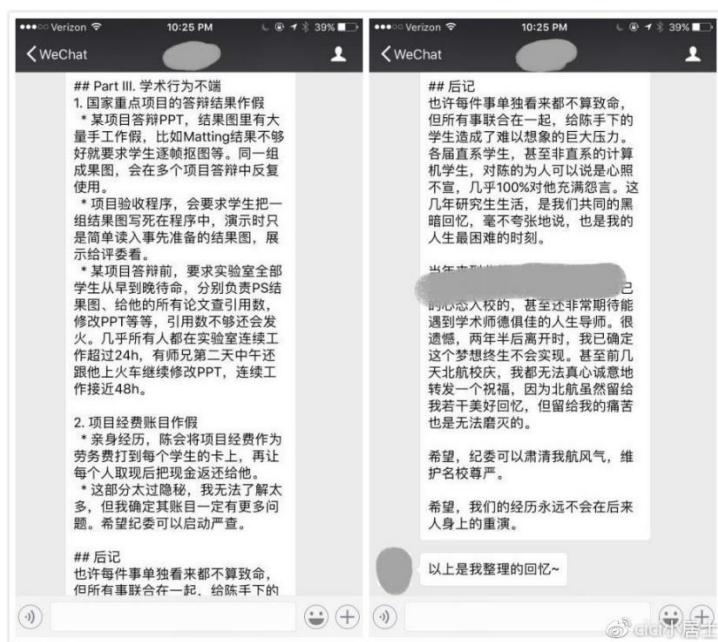 Verizon
10:25 PM
39%
WeChat
## Part III. 学术行为不端
1. 国家重点项目的答辩结果作假
* 某项目答辩PPT，结果图里有大
量手工作假，比如Matting结果不够
好就要求学生逐帧抠图等。同一组
成果图，会在多个项目答辩中反复
使用。
* 项目验收程序，会要求学生把一
组结果图写死在程序中，演示时只
是简单读入事先准备的结果图，展
示给评委看。
* 某项目答辩前，要求实验室全部
学生从早到晚待命，分别负责PS结
果图、给他的所有论文查引用数，
修改PPT等等，引用数不够还会发
火。几乎所有人都在实验室连续工
作超过24h，有师兄第二天中午还
跟他上火车继续修改PPT，连续工
作接近48h。
2. 项目经费账目作假
* 亲身经历，陈会将项目经费作为
劳务费打到每个学生的卡上，再让
每个人取现后把现金返还给他。
* 这部分太过隐秘，我无法了解太
多，但我确定其账目一定有更多问
题。希望纪委可以启动严查。
## 后记
也许每件事单独看来都不算致命，
但所有事联合在一起，给陈手下的
Verizon
10:25 PM
39%
WeChat
## 后记
也许每件事单独看来都不算致命，
但所有事联合在一起，给陈手下的
学生造成了难以想象的巨大压力。
各届直系学生，甚至非直系的计算
机学生，对陈的为人可以说是心照
不宣，几乎100%对他充满怨言。这
几年研究生生活，是我们共同的黑
暗回忆，毫不夸张地说，也是我的
人生最困难的时刻。
当年来到
己
的心态入校的，甚至还非常期待能
遇到学术师德俱佳的人生导师。很
遗憾，两年半后离开时，我已确定
这个梦想终生不会实现。甚至前几
天北航校庆，我都无法真心诚意地
转发一个祝福，因为北航虽然留给
我若干美好回忆，但留给我的痛苦
也是无法磨灭的。
希望，纪委可以肃清我航风气，维
护名校尊严。
希望，我们的经历永远不会在后来
人身上的重演。
以上是我整理的回忆~